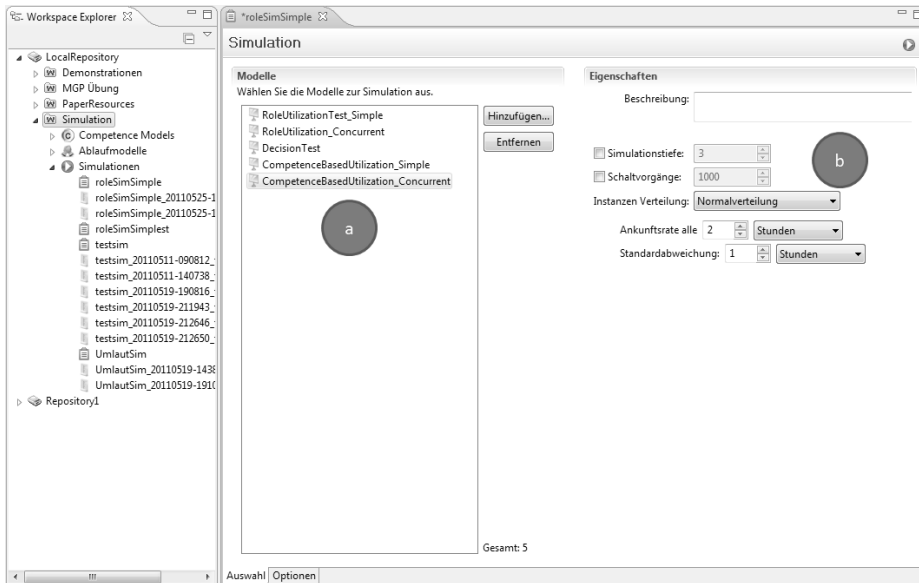 Workspace Explorer
LocalRepository
Demonstrationen
MGP Übung
PaperResources
Simulation
Competence Models
Ablaufmodelle
Simulationen
roleSimSimple
roleSimSimple_20110525-1
roleSimSimple_20110525-1
roleSimSimplest
testsim
testsim_20110511-090812_
testsim_20110511-140738_
testsim_20110519-190816_
testsim_20110519-211943_
testsim_20110519-212646_
testsim_20110519-212650_
UmlautSim
UmlautSim_20110519-1438
UmlautSim_20110519-1910
Repository1
*roleSimSimple
Simulation
Modelle
Wählen Sie die Modelle zur Simulation aus.
RoleUtilizationTest_Simple
RoleUtilization_Concurrent
DecisionTest
CompetenceBasedUtilization_Simple
CompetenceBasedUtilization_Concurrent
a
Hinzufügen...
Entfernen
Gesamt: 5
Eigenschaften
Beschreibung:
Simulationstiefe: 3
Schaltvorgänge: 1000
b
Instanzen Verteilung: Normalverteilung
Ankunftsrate alle 2 Stunden
Standardabweichung: 1 Stunden
Auswahl Optionen